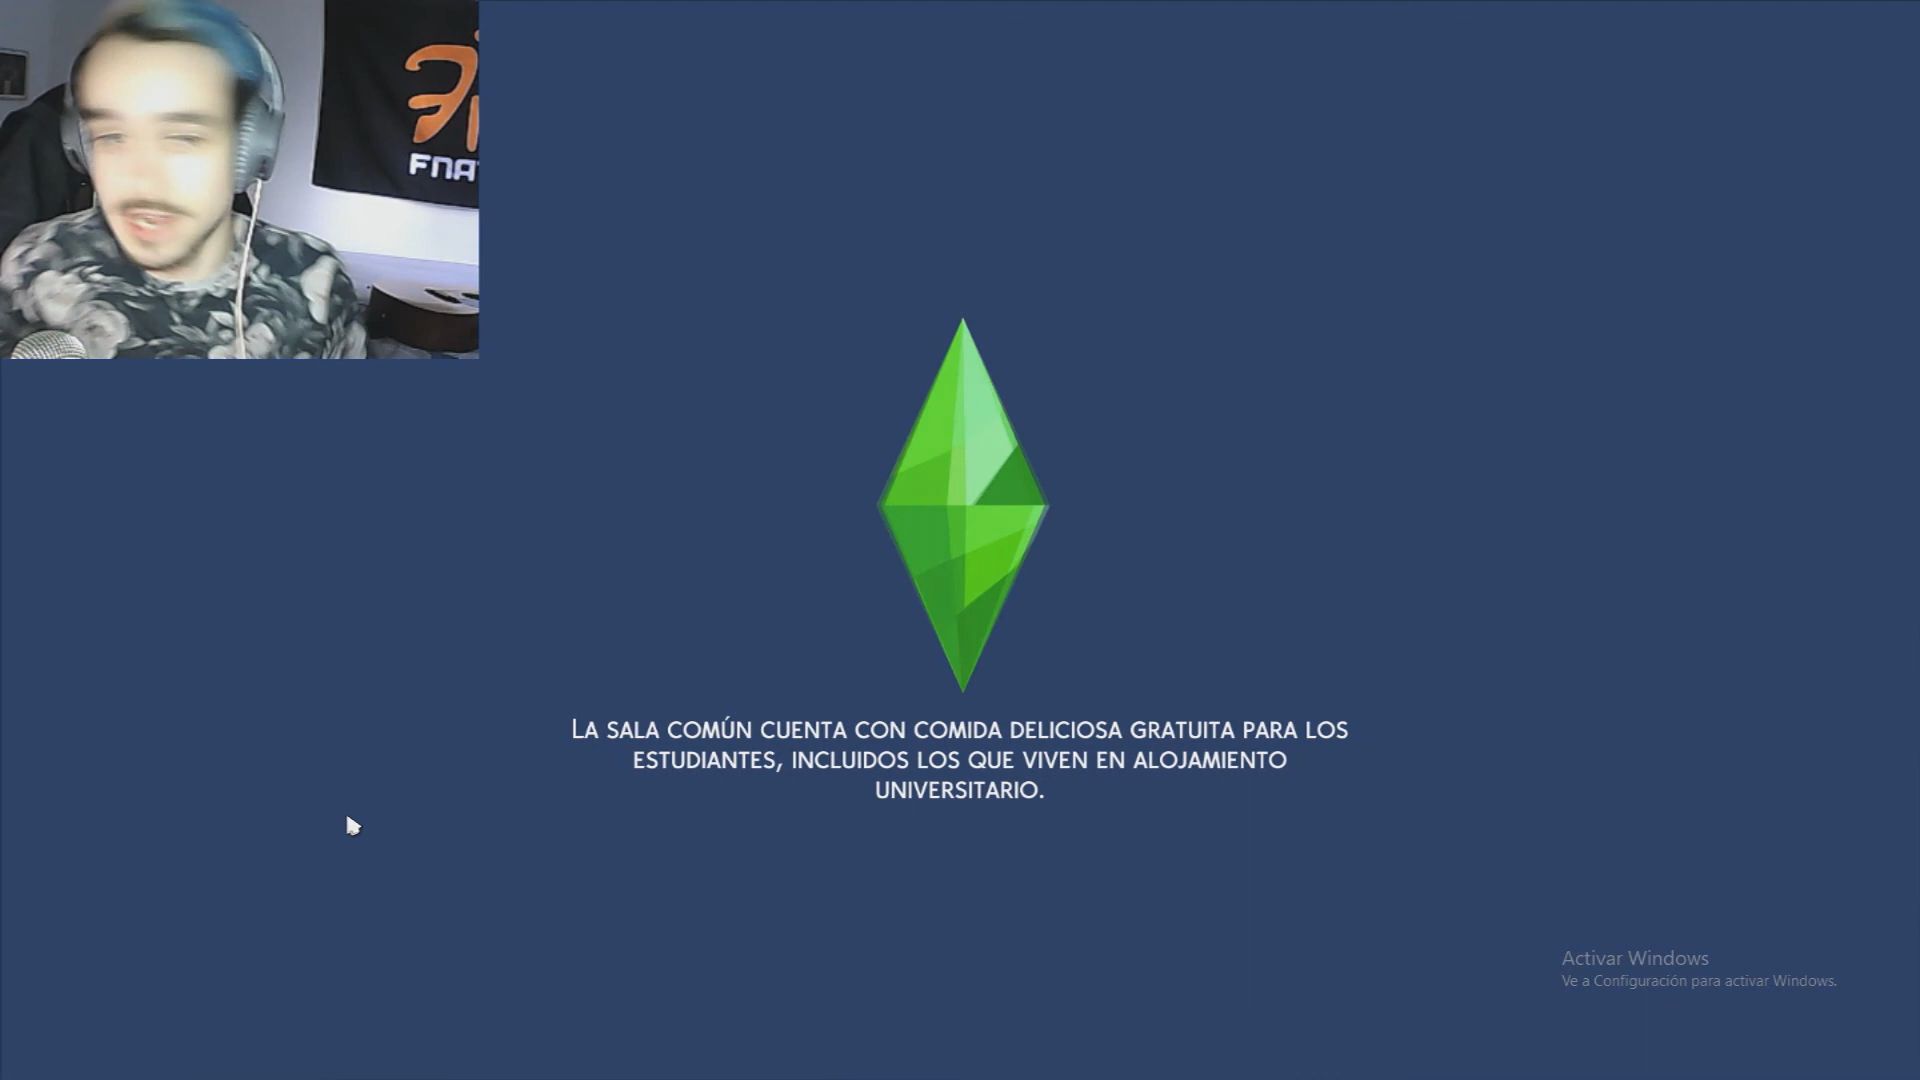 FNAT
LA SALA COMÚN CUENTA CON COMIDA DELICIOSA GRATUITA PARA LOS
ESTUDIANTES, INCLUIDOS LOS QUE VIVEN EN ALOJAMIENTO
UNIVERSITARIO.
Activar Windows
Ve a Configuración para activar Windows.